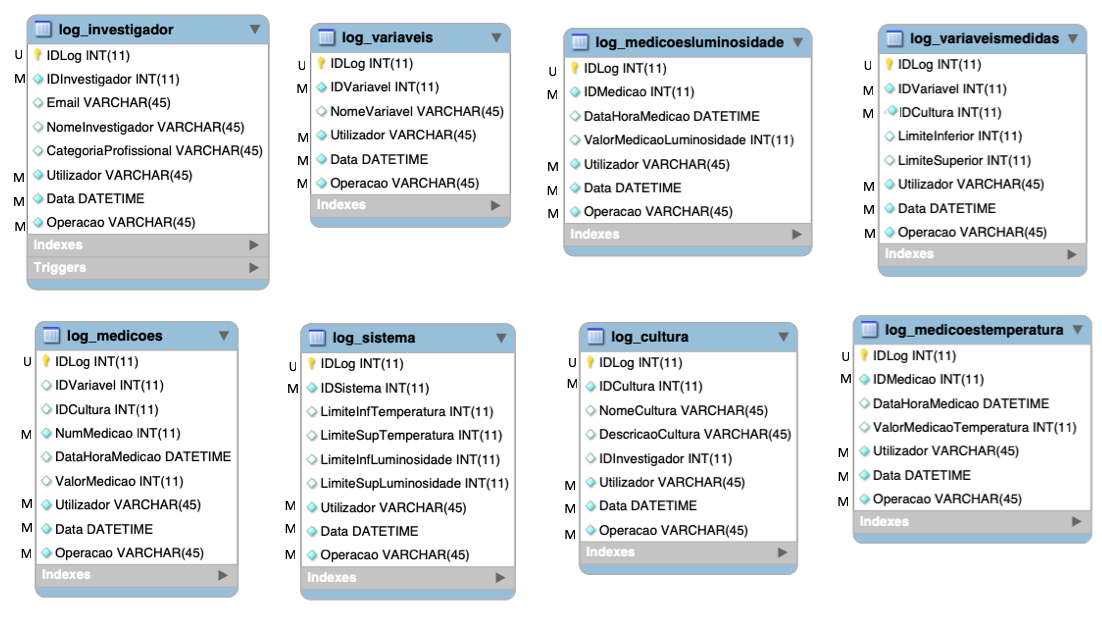 log_investigador
U IDLog INT(11)
M IDInvestigador INT(11)
Email VARCHAR(45)
NomeInvestigador VARCHAR(45)
CategoriaProfissional VARCHAR(45)
M Utilizador VARCHAR(45)
M Data DATETIME
M Operacao VARCHAR(45)
Indexes
Triggers
log_variaveis
U IDLog INT(11)
M IDVariavel INT(11)
NomeVariavel VARCHAR(45)
M Utilizador VARCHAR(45)
M Data DATETIME
M Operacao VARCHAR(45)
Indexes
log_medicoesluminosidade
U IDLog INT(11)
M IDMedicao INT(11)
DataHoraMedicao DATETIME
ValorMedicaoLuminosidade INT(11)
M Utilizador VARCHAR(45)
M Data DATETIME
M Operacao VARCHAR(45)
Indexes
log_variaveismedidas
U IDLog INT(11)
M IDVariavel INT(11)
M IDCultura INT(11)
LimiteInferior INT(11)
LimiteSuperior INT(11)
M Utilizador VARCHAR(45)
M Data DATETIME
M Operacao VARCHAR(45)
Indexes
log_medicoes
U IDLog INT(11)
IDVariavel INT(11)
IDCultura INT(11)
M NumMedicao INT(11)
DataHoraMedicao DATETIME
ValorMedicao INT(11)
M Utilizador VARCHAR(45)
M Data DATETIME
M Operacao VARCHAR(45)
Indexes
log_sistema
U IDLog INT(11)
M IDSistema INT(11)
LimiteInfTemperatura INT(11)
LimiteSupTemperatura INT(11)
LimiteInfLuminosidade INT(11)
LimiteSupLuminosidade INT(11)
M Utilizador VARCHAR(45)
M Data DATETIME
M Operacao VARCHAR(45)
Indexes
log_cultura
U IDLog INT(11)
M IDCultura INT(11)
NomeCultura VARCHAR(45)
DescricaoCultura VARCHAR(45)
IDInvestigador INT(11)
M Utilizador VARCHAR(45)
M Data DATETIME
M Operacao VARCHAR(45)
Indexes
log_medicoestemperatura
U IDLog INT(11)
M IDMedicao INT(11)
DataHoraMedicao DATETIME
ValorMedicaoTemperatura INT(11)
M Utilizador VARCHAR(45)
M Data DATETIME
M Operacao VARCHAR(45)
Indexes